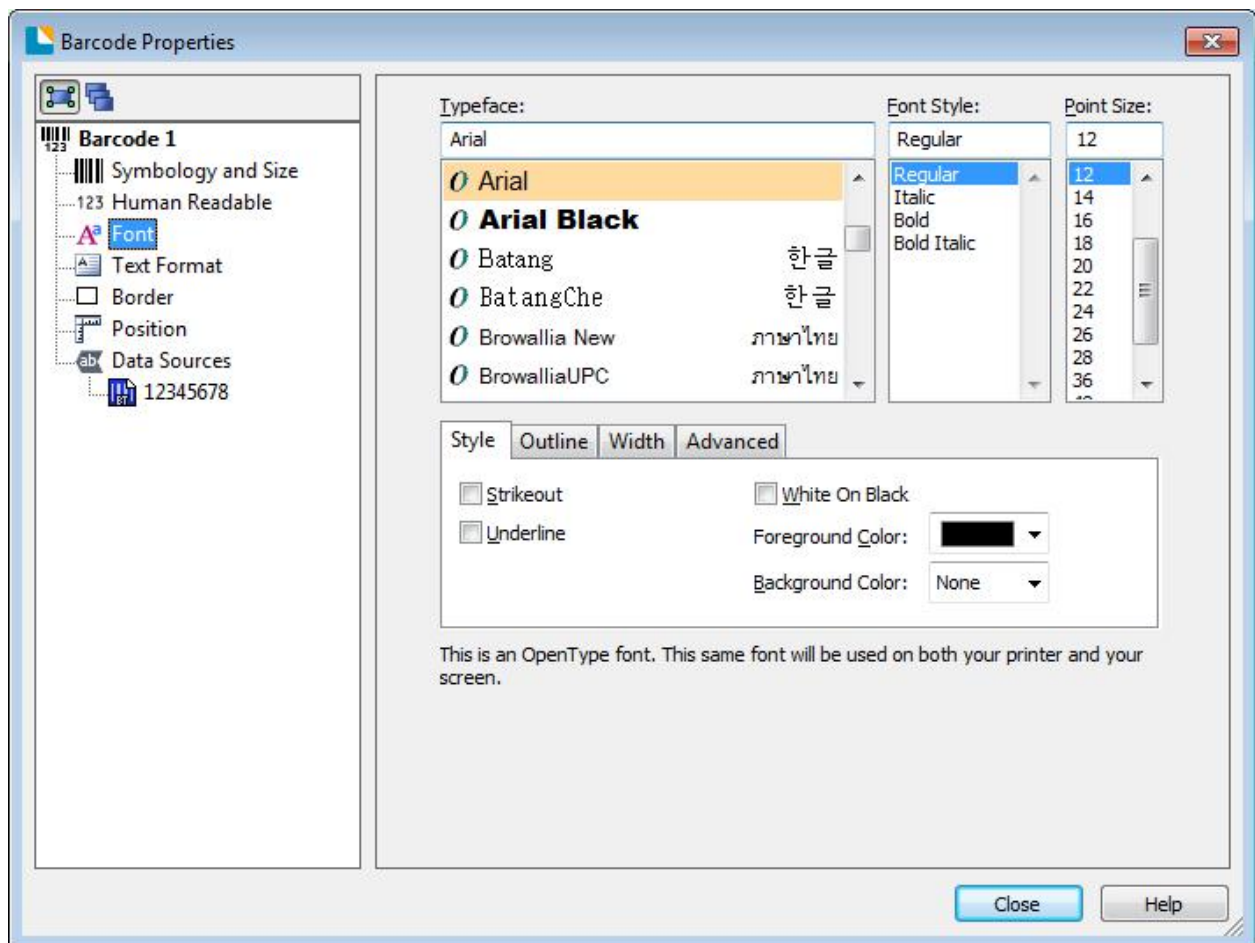 Barcode Properties
Barcode 1
Symbology and Size
123 Human Readable
Font
Text Format
Border
Position
Data Sources
12345678
Typeface:
Arial
Arial
Arial Black
Batang 한글
BatangChe 한글
Browallia New ภาษาไทย
BrowalliaUPC ภาษาไทย
Font Style:
Regular
Regular
Italic
Bold
Bold Italic
Point Size:
12
12
14
16
18
20
22
24
26
28
36
Style Outline Width Advanced
Strikeout
Underline
White On Black
Foreground Color:
Background Color: None
This is an OpenType font. This same font will be used on both your printer and your
screen.
Close Help